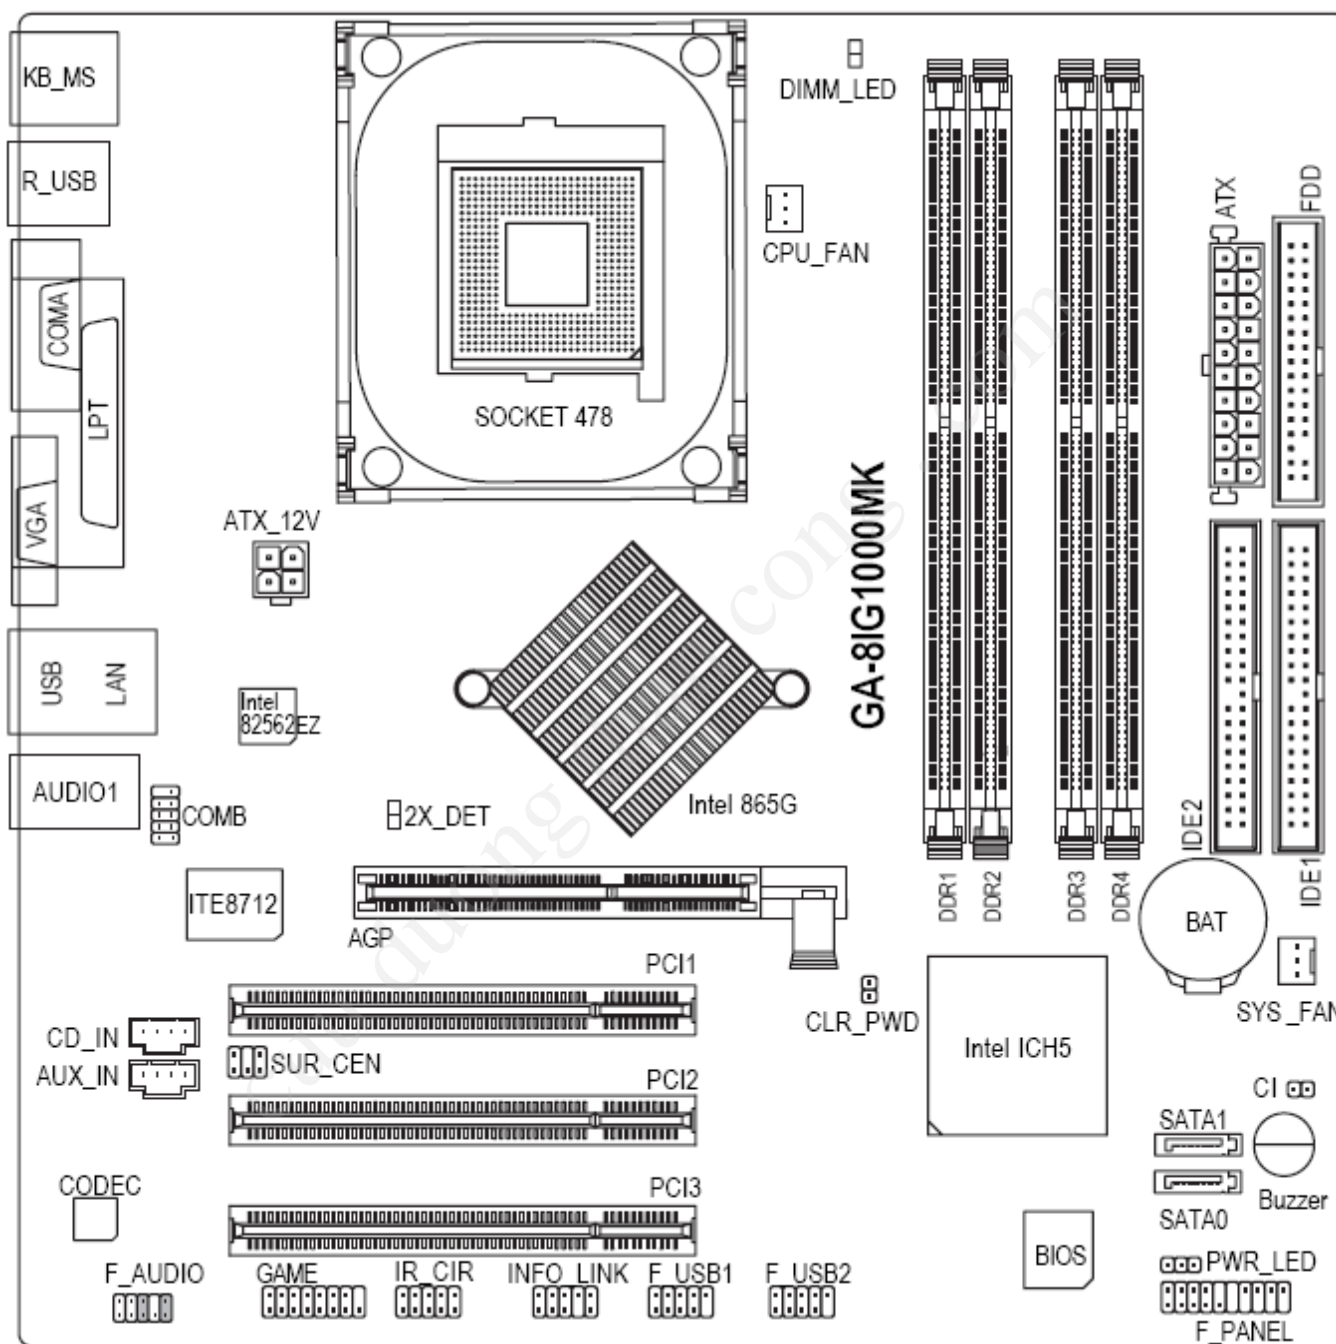 KB_MS
DIMM_LED
R_USB
CPU_FAN
ATX
FDD
COMA
LPT
SOCKET 478
VGA
ATX_12V
GA-8IG1000MK
USB
LAN
Intel
82562EZ
AUDIO1
COMB
2X_DET
Intel 865G
IDE2
IDE1
DDR1
DDR2
DDR3
DDR4
ITE8712
AGP
BAT
PCI1
CLR_PWD
SYS_FAN
CD_IN
AUX_IN
SUR_CEN
Intel ICH5
PCI2
CI
SATA1
CODEC
PCI3
SATA0
Buzzer
BIOS
F_AUDIO
GAME
IR_CIR
INFO_LINK
F_USB1
F_USB2
PWR_LED
F_PANEL